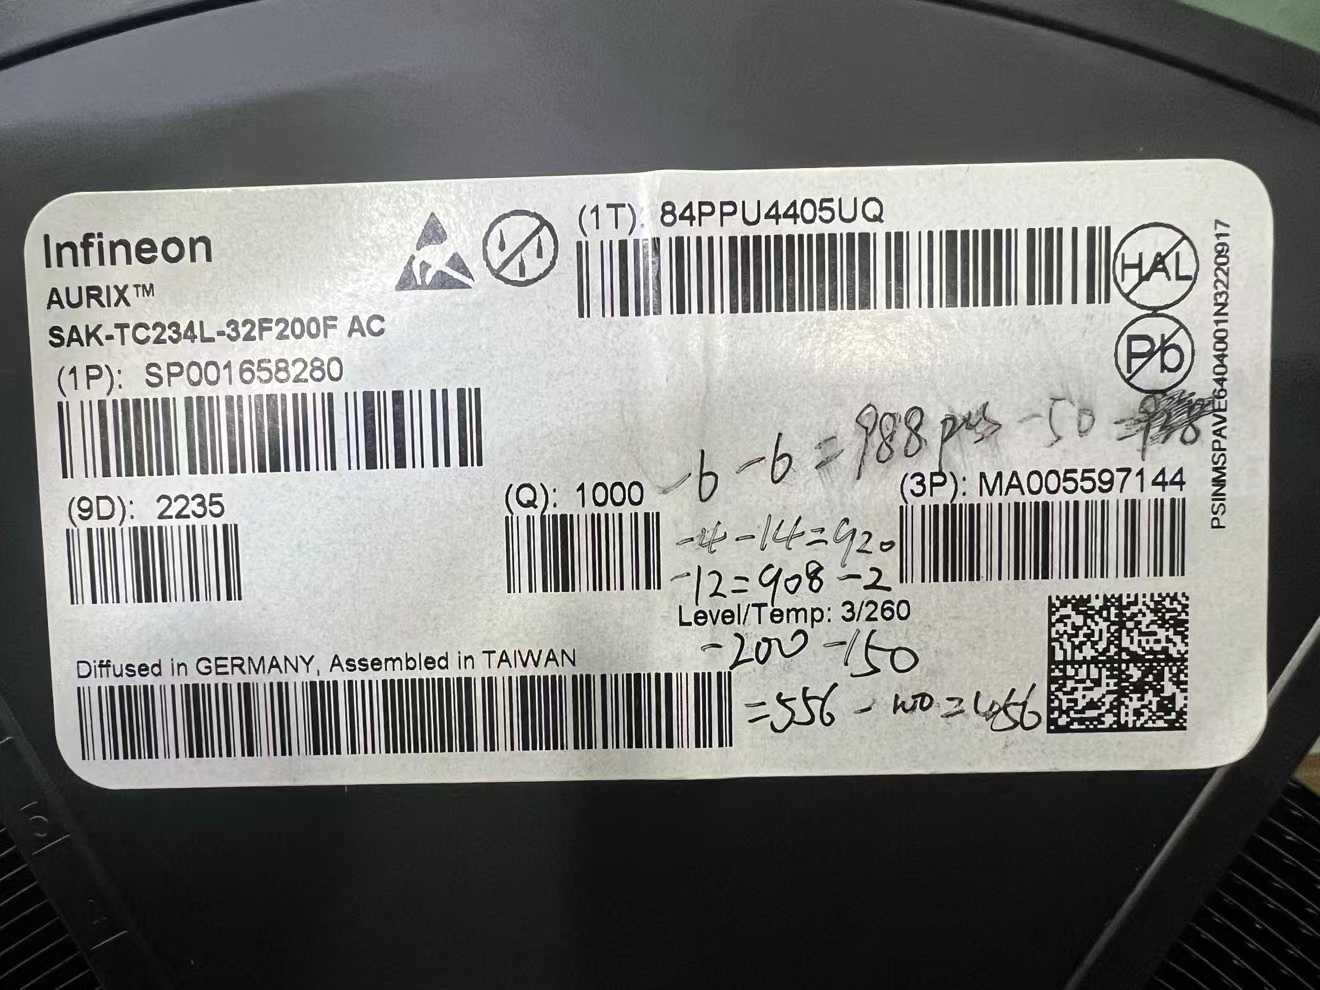 Infineon
AURIX™
SAK-TC234L-32F200F AC
(1P): SP001658280
(1T): 84PPU4405UQ
HAL
Pb
PSINMSPAVE6404001N3220917
-6 -6 = 988 pcs -50 =
(9D): 2235
(Q): 1000
(3P): MA005597144
-4 -14 = 920
-12 = 908 -2
Level/Temp: 3/260
-200 -150
Diffused in GERMANY, Assembled in TAIWAN
= 556 - 100 = 456